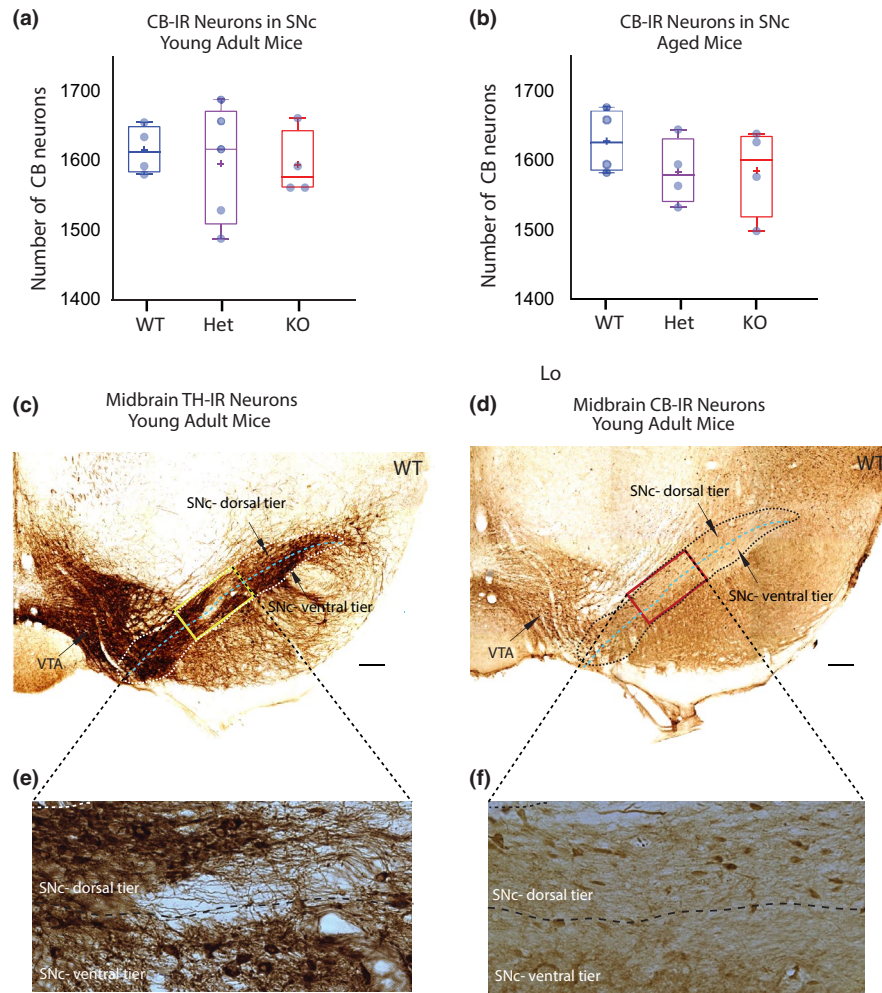 (a)
CB-IR Neurons in SNc
Young Adult Mice
Number of CB neurons
1700
1600
1500
1400
WT
Het
KO
(b)
CB-IR Neurons in SNc
Aged Mice
Number of CB neurons
1700
1600
1500
1400
WT
Het
KO
Lo
(c)
Midbrain TH-IR Neurons
Young Adult Mice
WT
SNc- dorsal tier
SNc- ventral tier
VTA
(d)
Midbrain CB-IR Neurons
Young Adult Mice
WT
SNc- dorsal tier
SNc- ventral tier
VTA
(e)
SNc- dorsal tier
SNc- ventral tier
(f)
SNc- dorsal tier
SNc- ventral tier